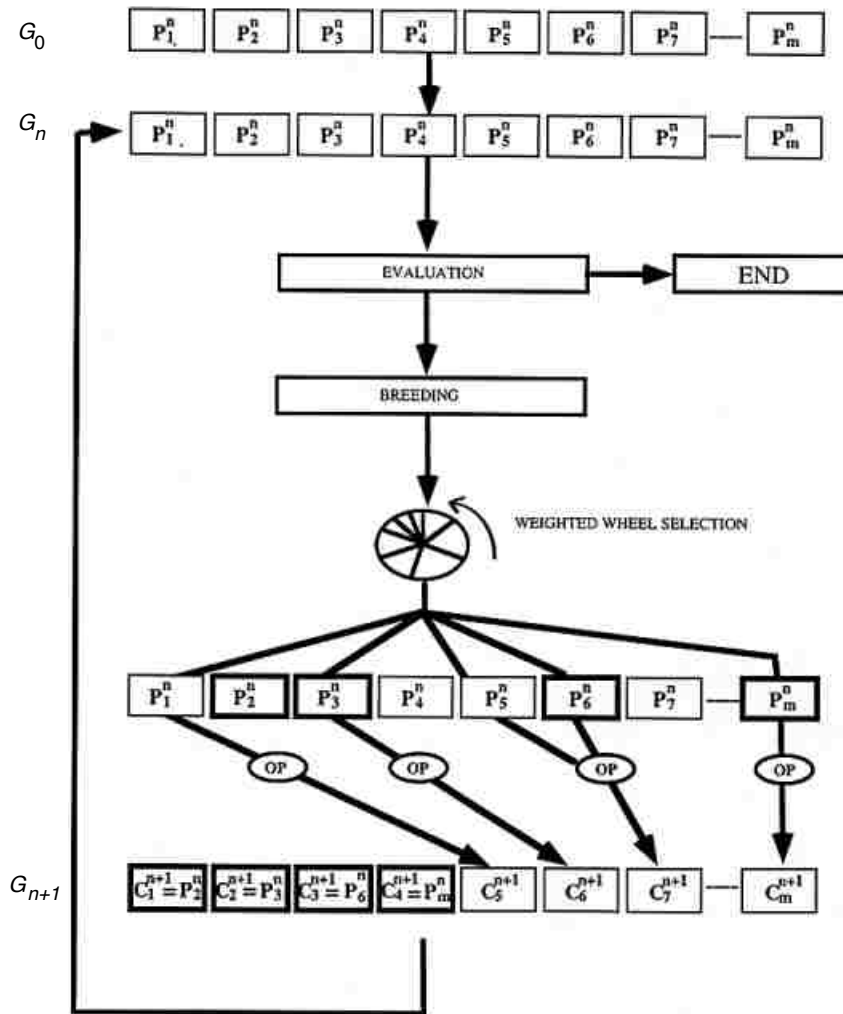 G₀ P₁ⁿ P₂ⁿ P₃ⁿ P₄ⁿ P₅ⁿ P₆ⁿ P₇ⁿ Pₘⁿ
Gₙ P₁ⁿ P₂ⁿ P₃ⁿ P₄ⁿ P₅ⁿ P₆ⁿ P₇ⁿ Pₘⁿ
EVALUATION END
BREEDING
WEIGHTED WHEEL SELECTION
P₁ⁿ P₂ⁿ P₃ⁿ P₄ⁿ P₅ⁿ P₆ⁿ P₇ⁿ Pₘⁿ
OP OP OP OP
Gₙ₊₁ C₁ⁿ⁺¹=P₂ⁿ C₂ⁿ⁺¹=P₃ⁿ C₃ⁿ⁺¹=P₆ⁿ C₄ⁿ⁺¹=Pₘⁿ C₅ⁿ⁺¹ C₆ⁿ⁺¹ C₇ⁿ⁺¹ Cₘⁿ⁺¹